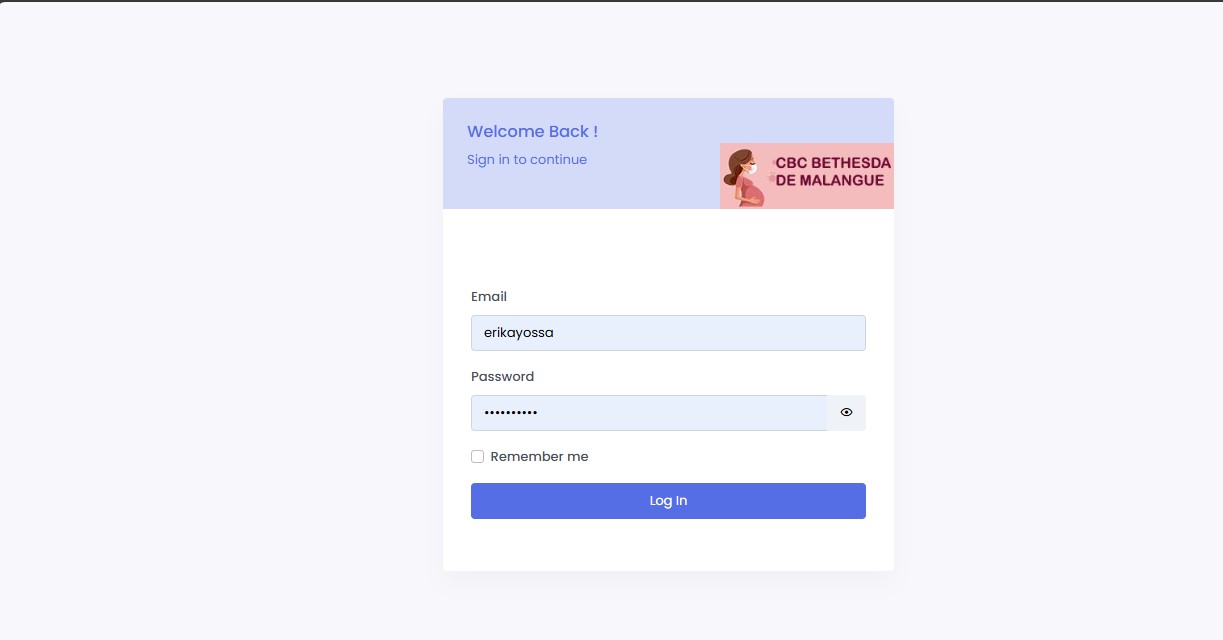 Welcome Back !
Sign in to continue
CBC BETHESDA
DE MALANGUE
Email
erikayossa
Password
••••••••••
Remember me
Log In